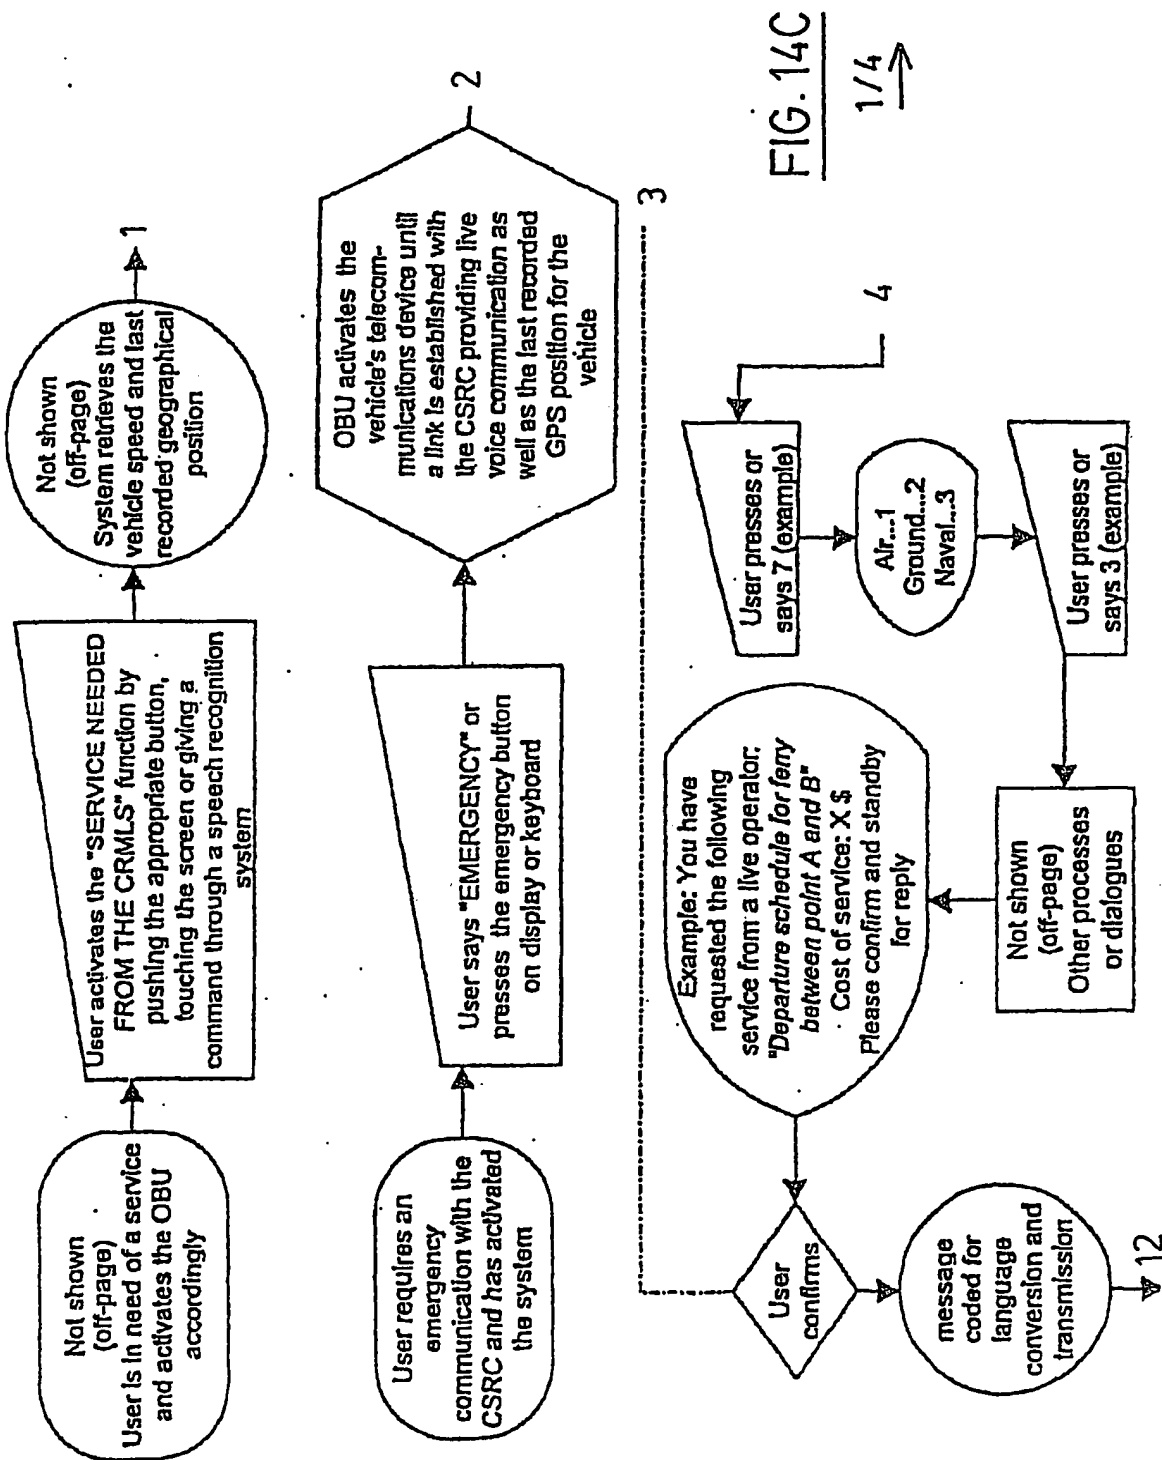 Not shown
(off-page)
User is in need of a service
and activates the OBU
accordingly
User activates the "SERVICE NEEDED
FROM THE CRMLS" function by
pushing the appropriate button,
touching the screen or giving a
command through a speech recognition
system
Not shown
(off-page)
System retrieves the
vehicle speed and last
recorded geographical
position
1
User requires an
emergency
communication with the
CSRC and has activated
the system
User says "EMERGENCY" or
presses the emergency button
on display or keyboard
OBU activates the
vehicle's telecom-
munications device until
a link is established with
the CSRC providing live
voice communication as
well as the last recorded
GPS position for the
vehicle
2
3
4
User presses or
says 7 (example)
Air....1
Ground....2
Naval...3
User presses or
says 3 (example)
Not shown
(off-page)
Other processes
or dialogues
Example: You have
requested the following
service from a live operator:
"Departure schedule for ferry
between point A and B"
Cost of service: X $
Please confirm and standby
for reply
User
confirms
message
coded for
language
conversion and
transmission
12
FIG. 14C
1/4